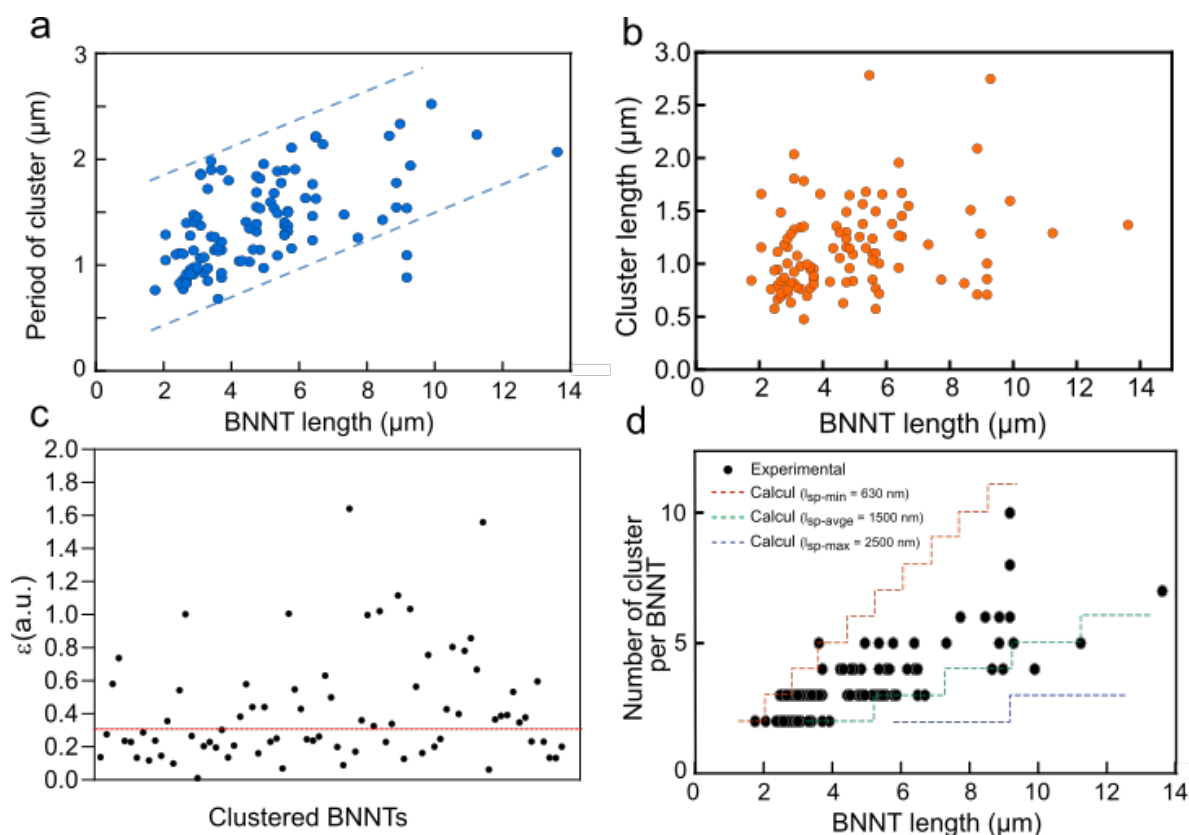 a
Period of cluster (µm)
3
2
1
0
0 2 4 6 8 10 12 14
BNNT length (µm)
b
Cluster length (µm)
3.0
2.5
2.0
1.5
1.0
0.5
0.0
0 2 4 6 8 10 12 14
BNNT length (µm)
c
ε(a.u.)
2.0
1.8
1.6
1.4
1.2
1.0
0.8
0.6
0.4
0.2
0.0
Clustered BNNTs
d
Number of cluster
per BNNT
Experimental
Calcul (lsp-min = 630 nm)
Calcul (lsp-avge = 1500 nm)
Calcul (lsp-max = 2500 nm)
10
5
0
0 2 4 6 8 10 12 14
BNNT length (µm)